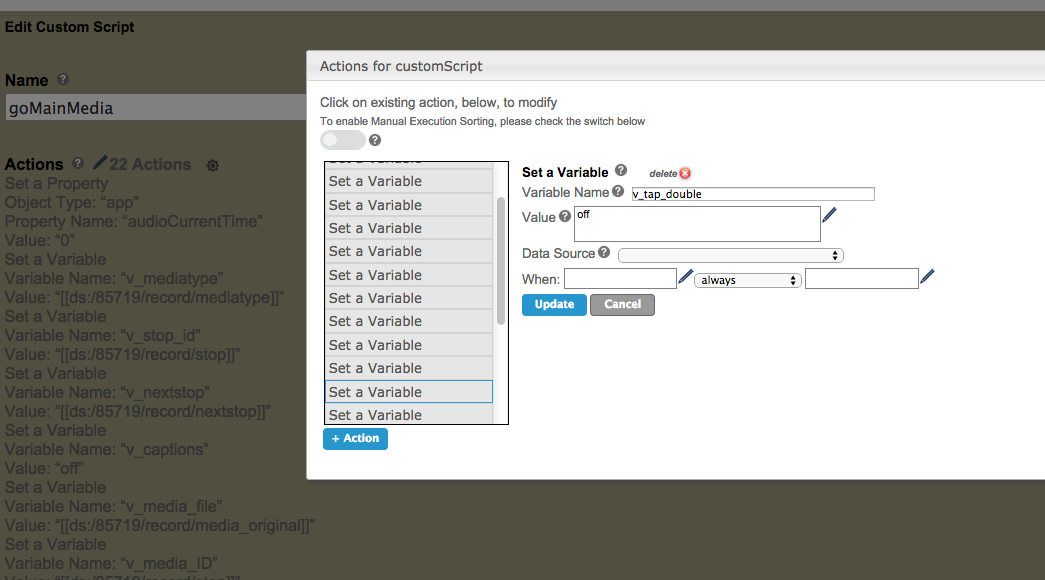 Edit Custom Script
Name
goMainMedia
Actions 22 Actions
Set a Property
Object Type: “app”
Property Name: “audioCurrentTime”
Value: “0”
Set a Variable
Variable Name: “v_mediatype”
Value: “[[ds:/85719/record/mediatype]]”
Set a Variable
Variable Name: “v_stop_id”
Value: “[[ds:/85719/record/stop]]”
Set a Variable
Variable Name: “v_nextstop”
Value: “[[ds:/85719/record/nextstop]]”
Set a Variable
Variable Name: “v_captions”
Value: “off”
Set a Variable
Variable Name: “v_media_file”
Value: “[[ds:/85719/record/media_original]]”
Set a Variable
Variable Name: “v_media_ID”
Value: “[[ds:/85719/record/stop]]”
Actions for customScript
Click on existing action, below, to modify
To enable Manual Execution Sorting, please check the switch below
?
Set a Variable
Set a Variable
Set a Variable
Set a Variable
Set a Variable
Set a Variable
Set a Variable
Set a Variable
Set a Variable
Set a Variable
Set a Variable
Set a Variable
+ Action
Set a Variable ? delete
Variable Name ? v_tap_double
Value ? off
Data Source ?
When: always
Update Cancel